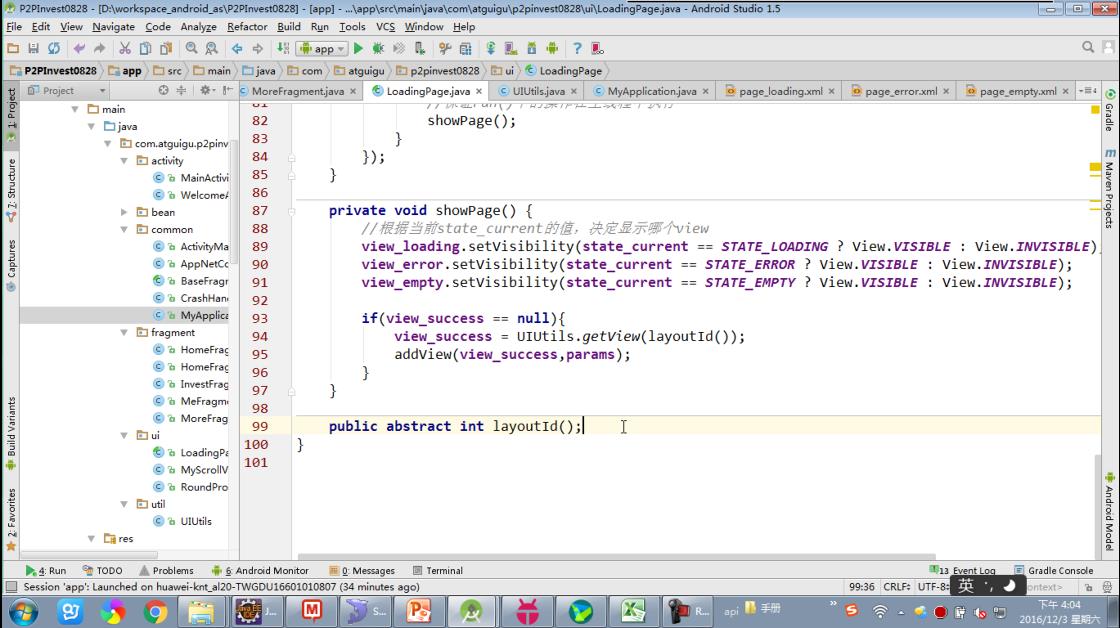 P2PInvest0828 - [D:\workspace_android_as\P2PInvest0828] - [app] - ...\app\src\main\java\com\atguigu\p2pinvest0828\ui\LoadingPage.java - Android Studio 1.5
File Edit View Navigate Code Analyze Refactor Build Run Tools VCS Window Help
app
P2PInvest0828 app src main java com atguigu p2pinvest0828 ui LoadingPage
Project
MoreFragment.java LoadingPage.java UIUtils.java MyApplication.java page_loading.xml page_error.xml page_empty.xml
1: Project
7: Structure
Captures
Build Variants
2: Favorites
main
java
com.atguigu.p2pinv
activity
MainActivi
WelcomeA
bean
common
ActivityMa
AppNetCo
BaseFragr
CrashHan
MyApplica
fragment
HomeFrag
HomeFrag
InvestFrag
MeFragm
MoreFrag
ui
LoadingPa
MyScrollV
RoundPro
util
UIUtils
res
82 showPage();
83 }
84 });
85 }
86
87 private void showPage() {
88 //根据当前state_current的值，决定显示哪个view
89 view_loading.setVisibility(state_current == STATE_LOADING ? View.VISIBLE : View.INVISIBLE)
90 view_error.setVisibility(state_current == STATE_ERROR ? View.VISIBLE : View.INVISIBLE);
91 view_empty.setVisibility(state_current == STATE_EMPTY ? View.VISIBLE : View.INVISIBLE);
92
93 if(view_success == null){
94 view_success = UIUtils.getView(layoutId());
95 addView(view_success,params);
96 }
97 }
98
99 public abstract int layoutId();
100 }
101
Gradle
Maven Projects
Android Model
4: Run TODO Problems 6: Android Monitor 0: Messages Terminal 13 Event Log Gradle Console
Session 'app': Launched on huawei-knt_al20-TWGDU16601010807 (34 minutes ago) 99:36 CRLF÷ UTF-8÷ 英 ntext>
J... S... R... api 手册 »
下午 4:04
2016/12/3 星期六